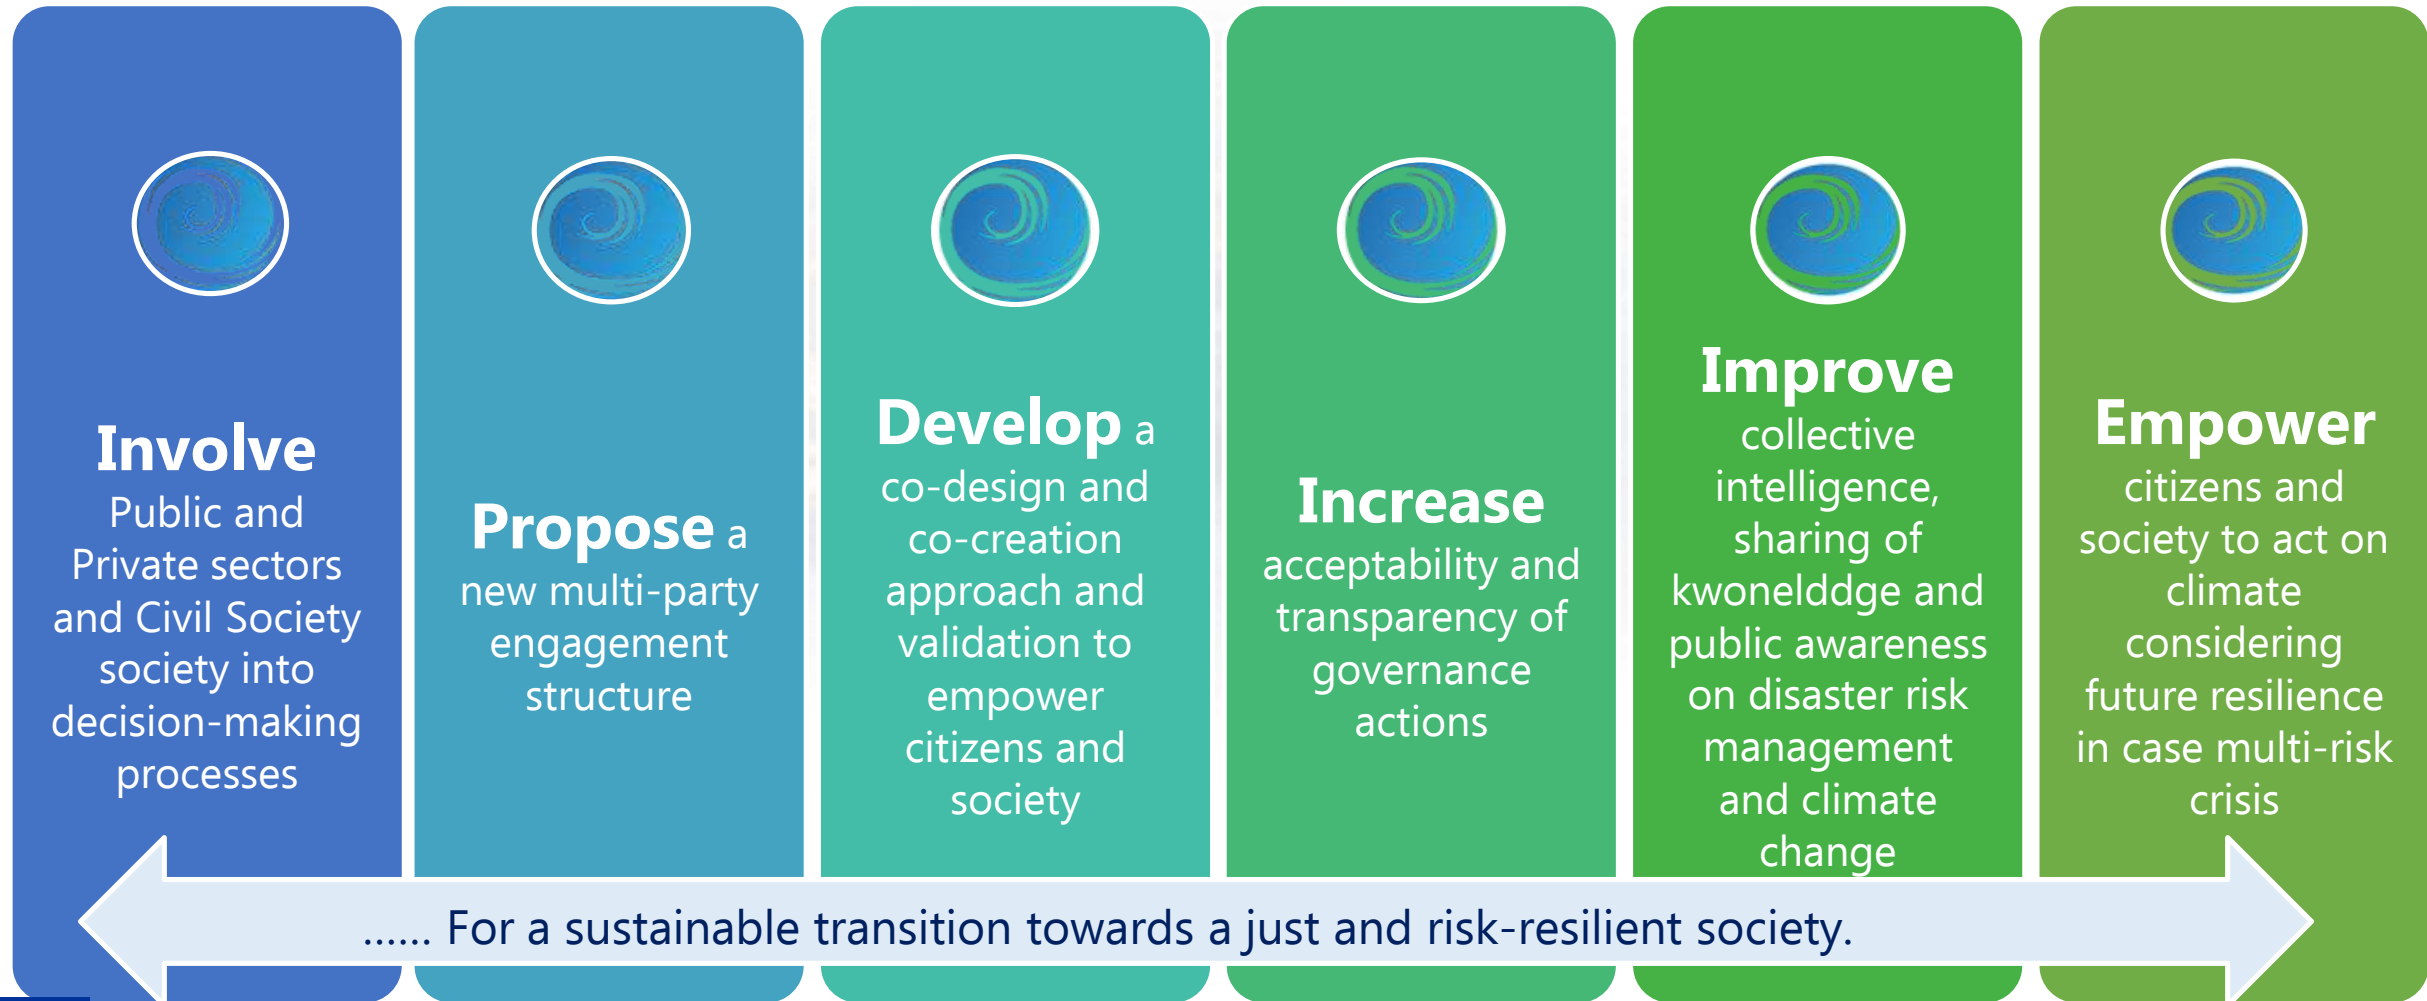 Involve
Public and
Private sectors
and Civil Society
society into
decision-making
processes
Propose a
new multi-party
engagement
structure
Develop a
co-design and
co-creation
approach and
validation to
empower
citizens and
society
Increase
acceptability and
transparency of
governance
actions
Improve
collective
intelligence,
sharing of
kwonelddge and
public awareness
on disaster risk
management
and climate
change
Empower
citizens and
society to act on
climate
considering
future resilience
in case multi-risk
crisis
...... For a sustainable transition towards a just and risk-resilient society.